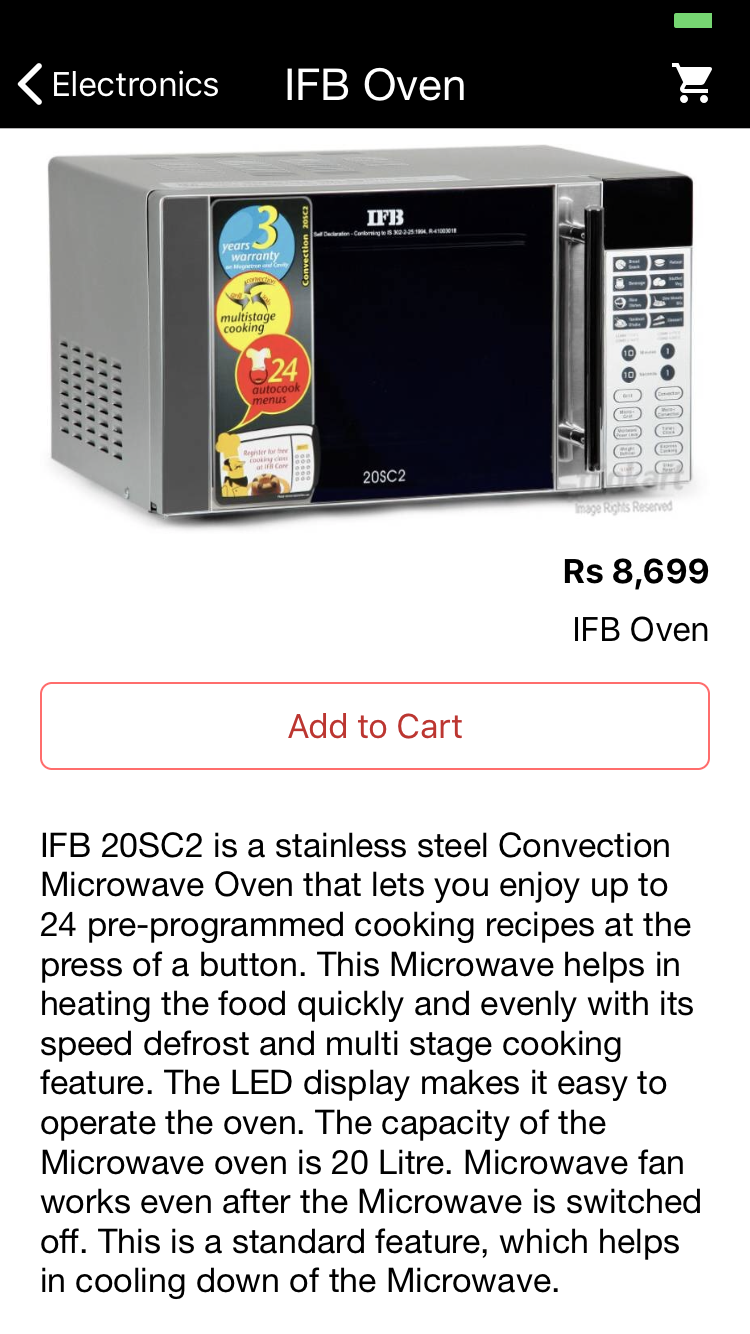 Electronics
IFB Oven
IFB
Self Declaration - Conforming to IS 302-2-25:1994, R-41003018
3
years
warranty
on Magnetron and Cavity
Convection 20SC2
multistage
cooking
24
autocook
menus
Register for free
cooking class
at IFB Care
20SC2
10
1
10
1
Image Rights Reserved
Rs 8,699
IFB Oven
Add to Cart
IFB 20SC2 is a stainless steel Convection
Microwave Oven that lets you enjoy up to
24 pre-programmed cooking recipes at the
press of a button. This Microwave helps in
heating the food quickly and evenly with its
speed defrost and multi stage cooking
feature. The LED display makes it easy to
operate the oven. The capacity of the
Microwave oven is 20 Litre. Microwave fan
works even after the Microwave is switched
off. This is a standard feature, which helps
in cooling down of the Microwave.